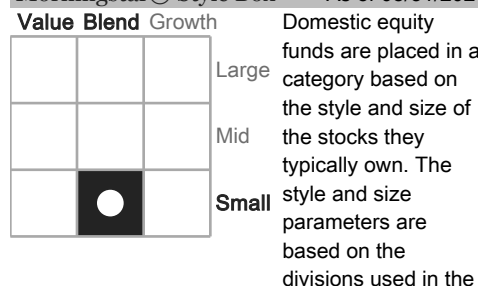 Value Blend Growth
Large
Mid
Small
Domestic equity
funds are placed in a
category based on
the style and size of
the stocks they
typically own. The
style and size
parameters are
based on the
divisions used in the